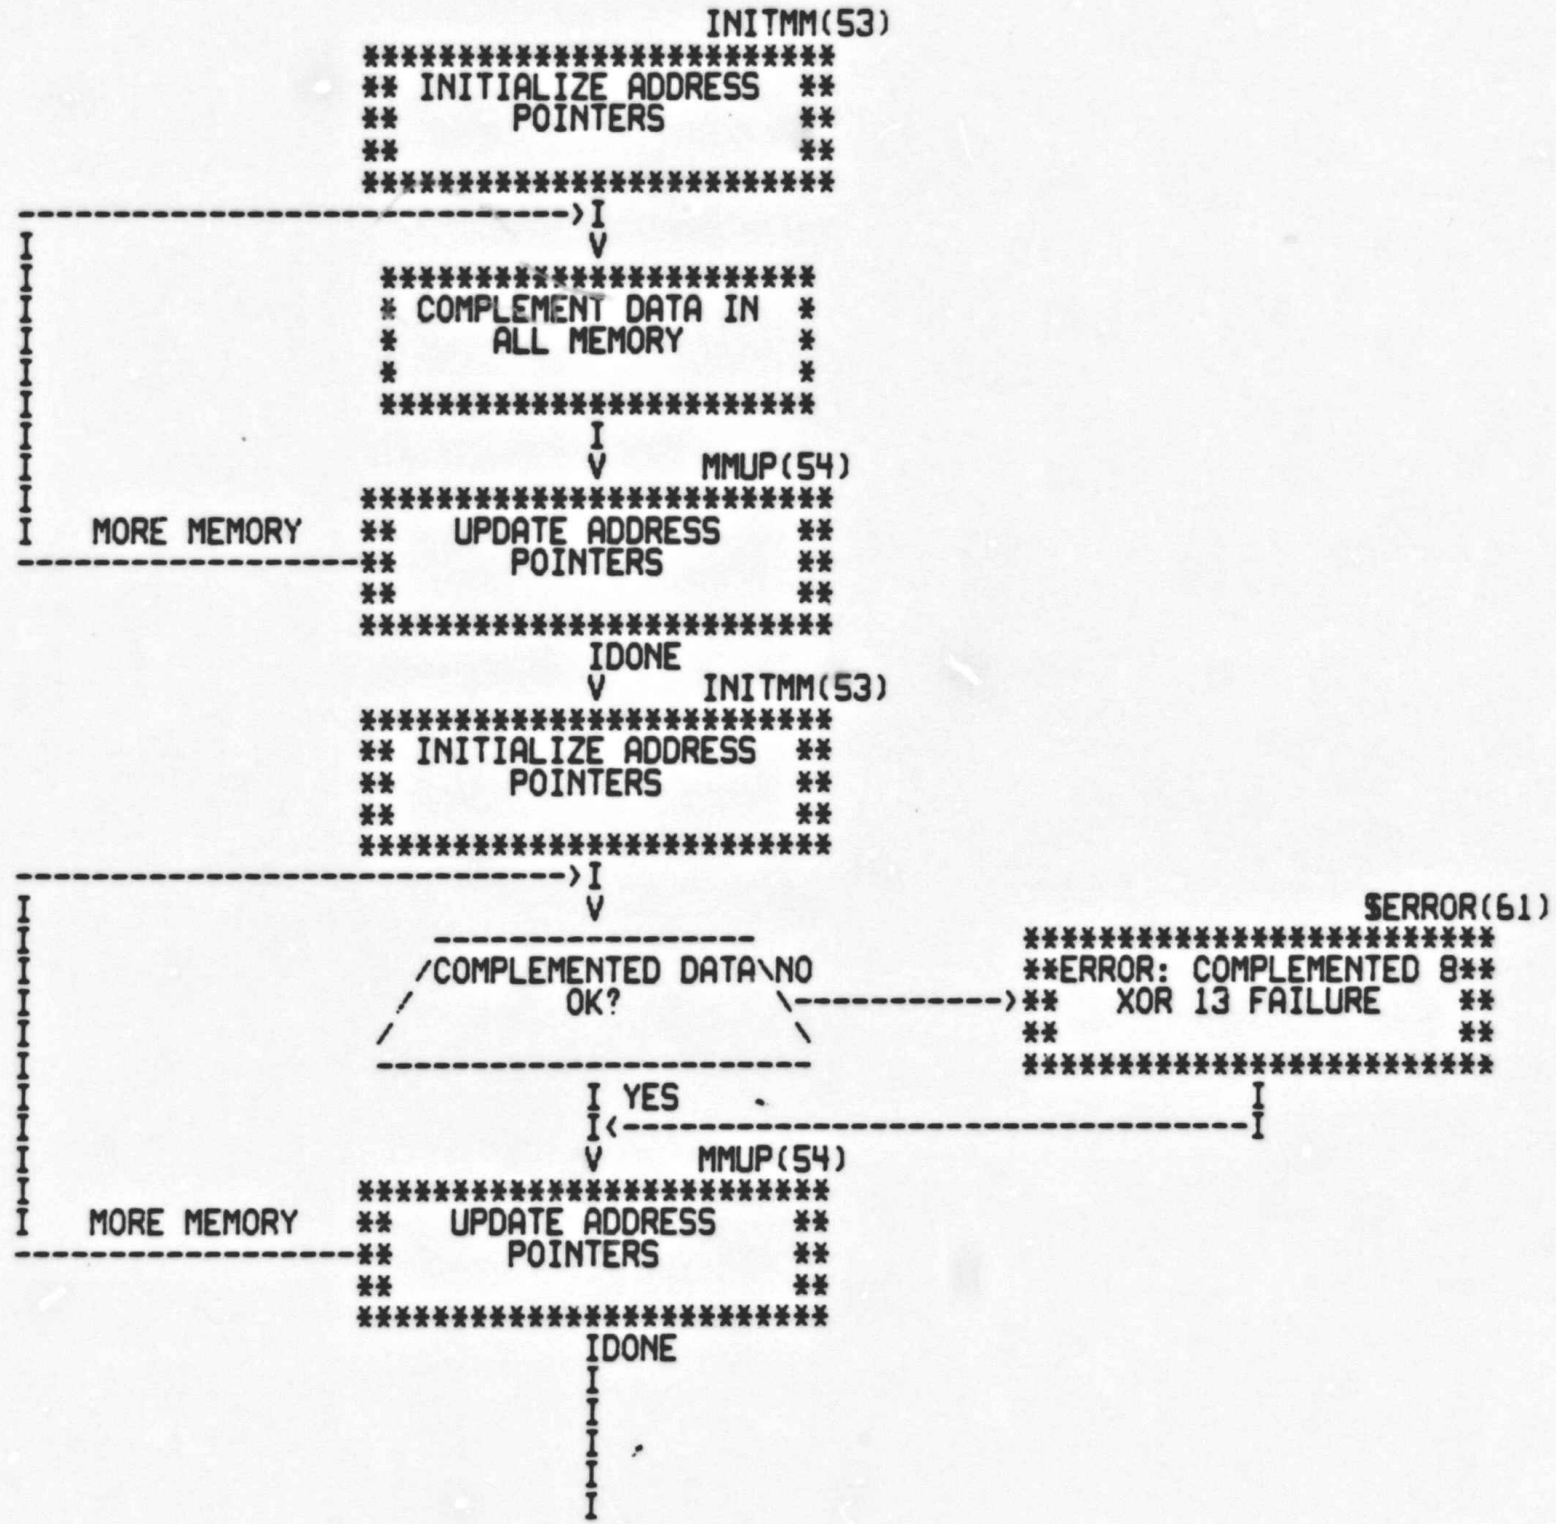 INITMM(53)
************************
** INITIALIZE ADDRESS **
** POINTERS **
** **
************************
------------------------------>I
I V
I **********************
I * COMPLEMENT DATA IN *
I * ALL MEMORY *
I * *
I **********************
I I
I V MMUP(54)
I ************************
I MORE MEMORY ** UPDATE ADDRESS **
------------------** POINTERS **
** **
************************
IDONE
V INITMM(53)
************************
** INITIALIZE ADDRESS **
** POINTERS **
** **
************************
------------------------------>I
I V $ERROR(61)
I ----------------- ************************
I /COMPLEMENTED DATA\NO **ERROR: COMPLEMENTED 8**
I / OK? \----------->** XOR 13 FAILURE **
I / \ ** **
I ----------------------- ************************
I I YES I
I I<----------------------------------I
I V MMUP(54)
I ************************
I MORE MEMORY ** UPDATE ADDRESS **
------------------** POINTERS **
** **
************************
IDONE
I
I
I
I
I